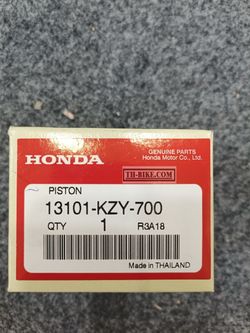 GENUINE PARTS
HONDA Honda Motor Co., Ltd.
TH-BIKE.COM
PISTON
13101-KZY-700
QTY 1 R3A18
Made in THAILAND